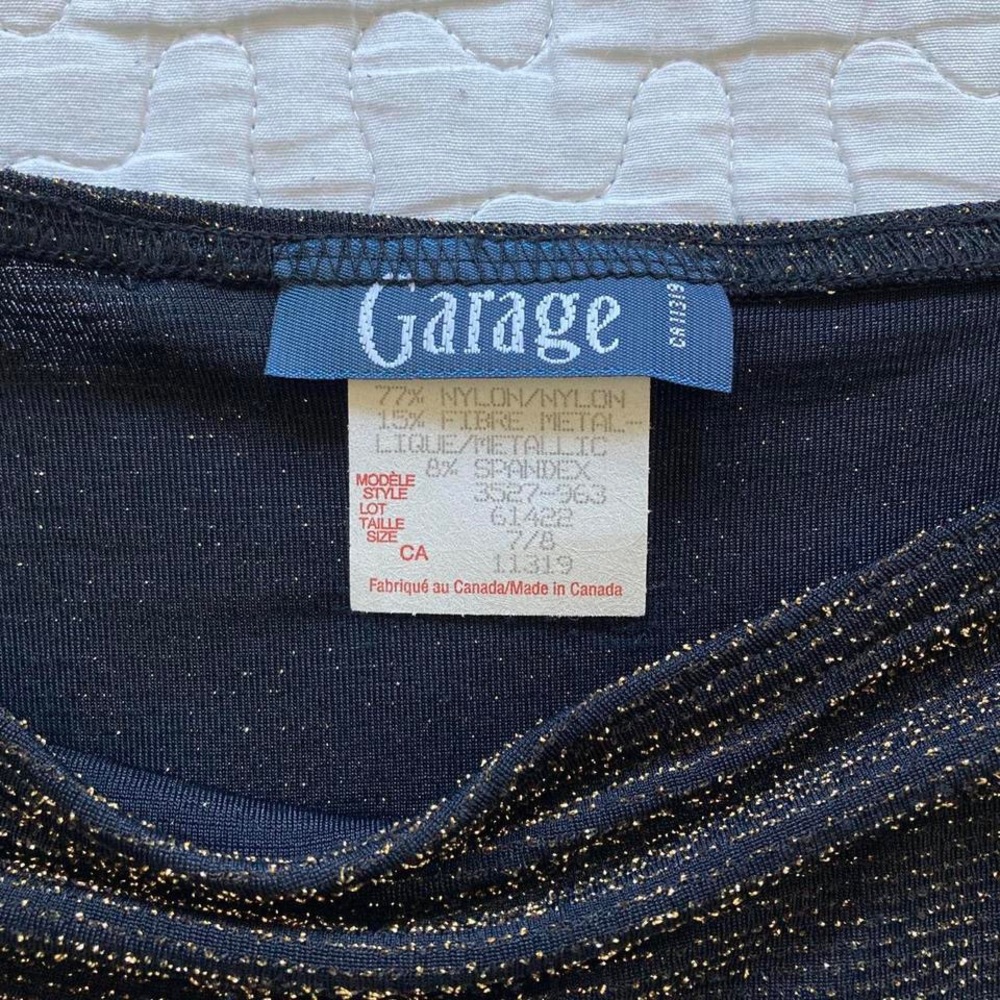 Garage
CA11319
77% NYLON/NYLON
15% FIBRE METAL-
LIQUE/METALLIC
8% SPANDEX
MODÈLE
STYLE 3527-963
LOT 61422
TAILLE
SIZE 7/8
CA 11319
Fabriqué au Canada/Made in Canada